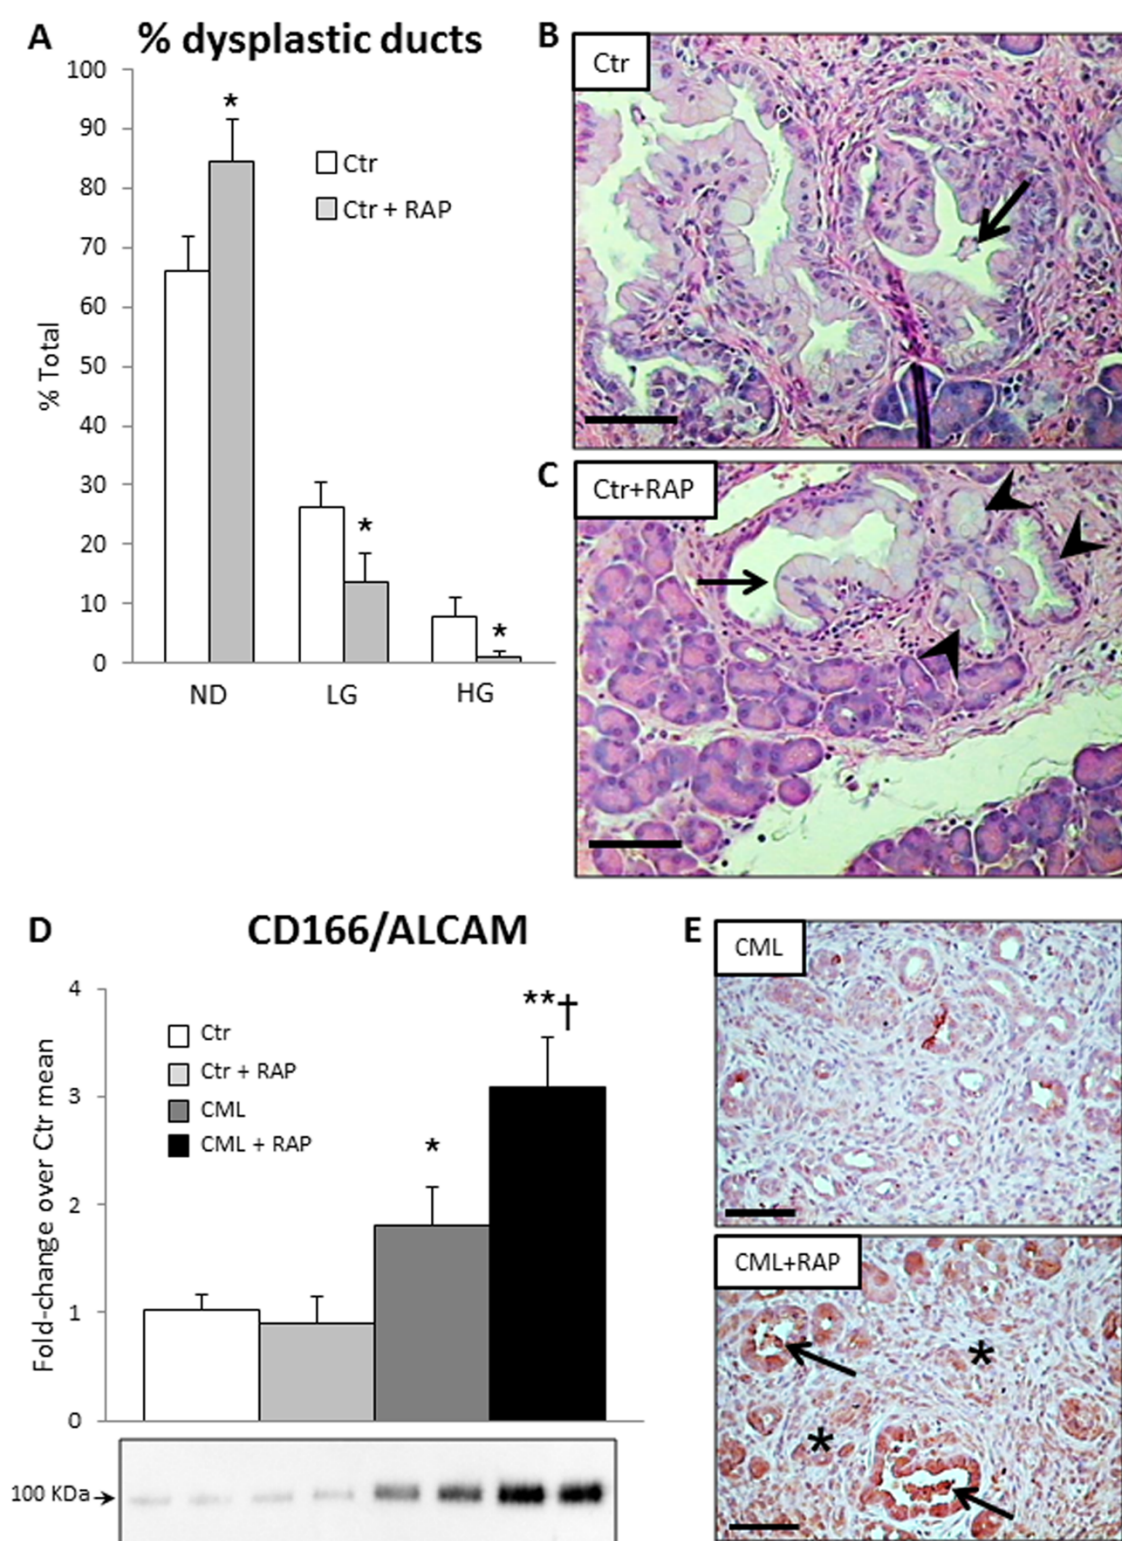 A
% dysplastic ducts
100
90
80
70
60
50
40
30
20
10
0
% Total
*
*
*
Ctr
Ctr + RAP
ND
LG
HG
B
Ctr
C
Ctr+RAP
D
CD166/ALCAM
4
3
2
1
0
Fold-change over Ctr mean
Ctr
Ctr + RAP
CML
CML + RAP
*
**†
100 KDa
E
CML
CML+RAP
*
*